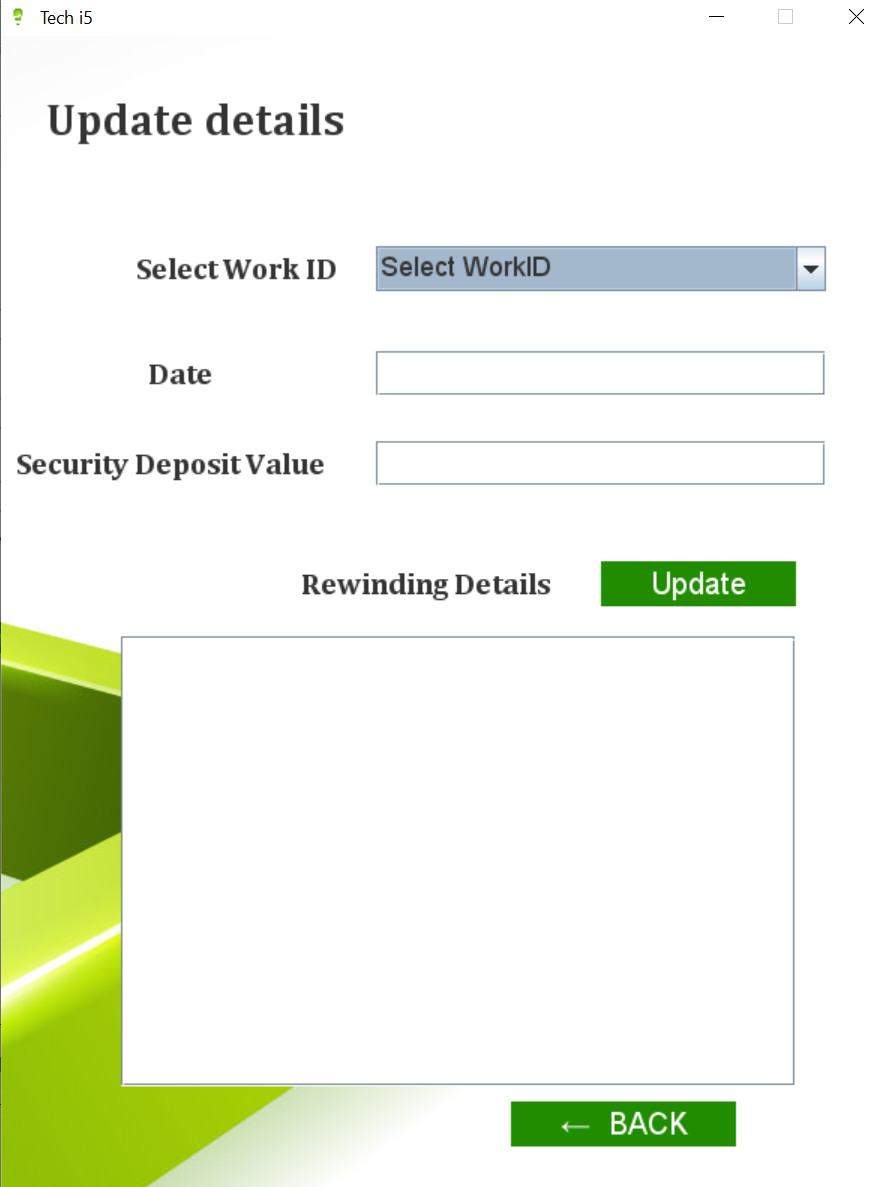 Tech i5
Update details
Select Work ID
Select WorkID
Date
Security Deposit Value
Rewinding Details
Update
← BACK